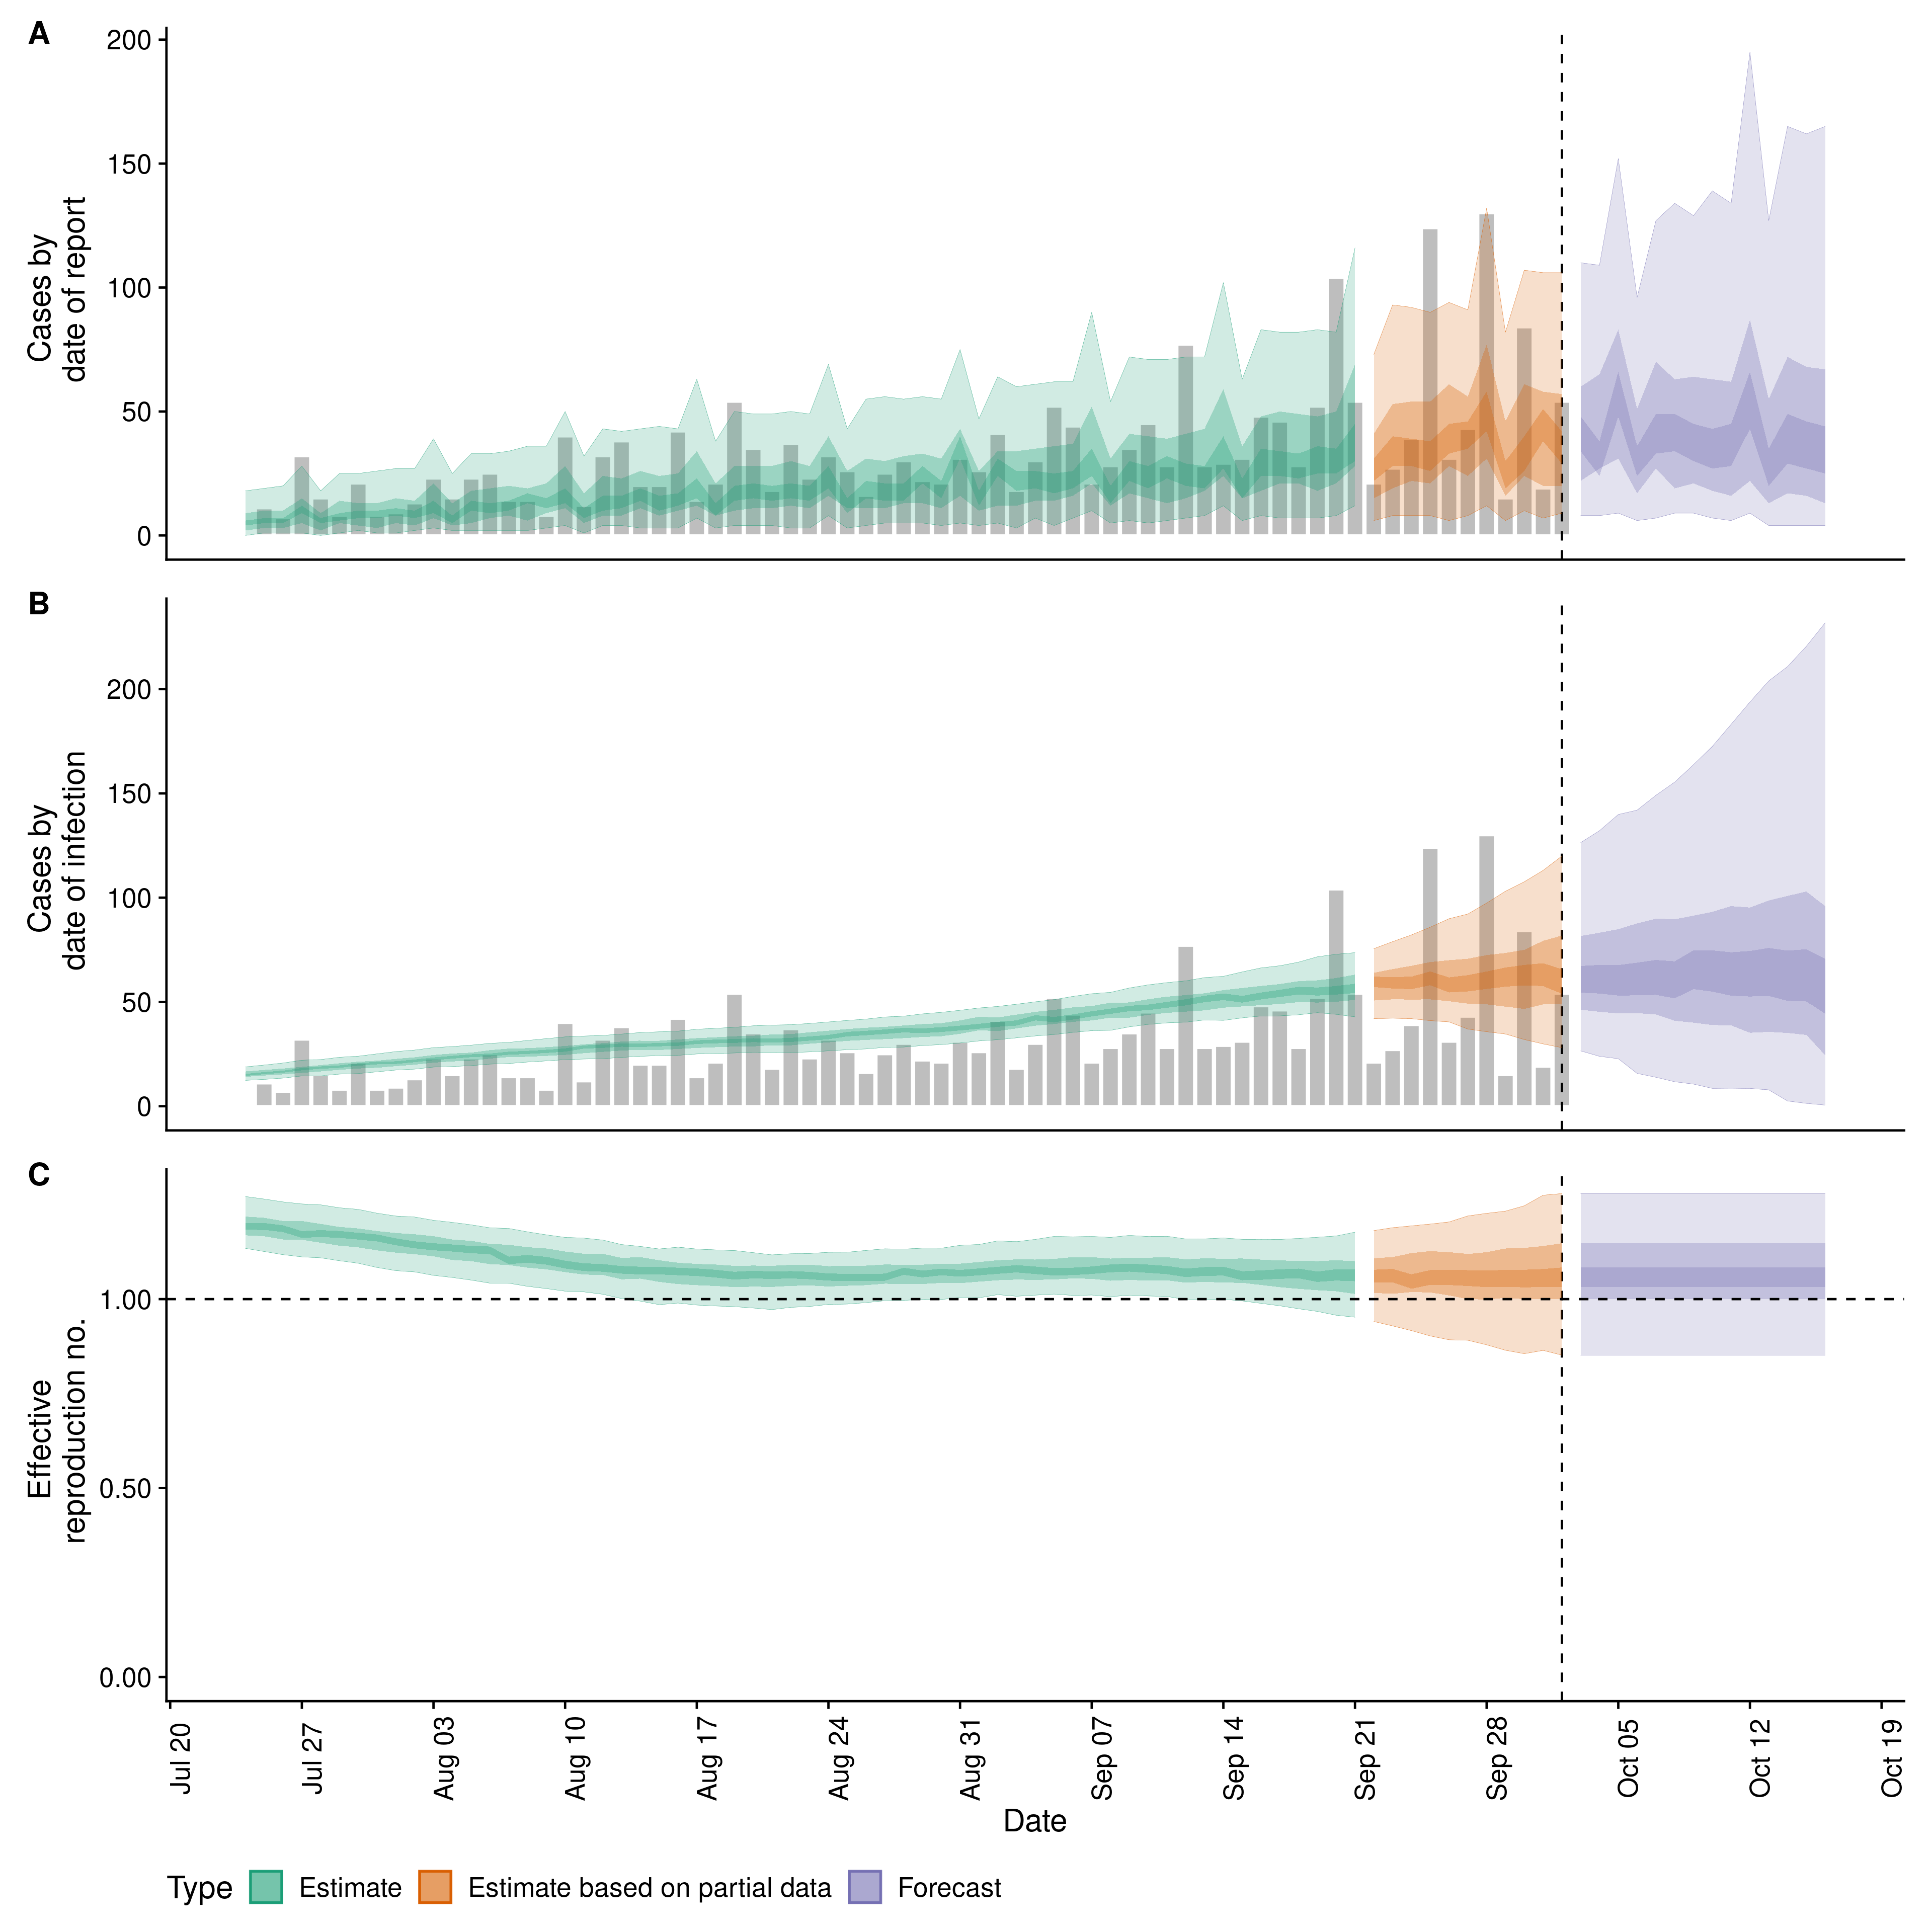 A
200
150
100
50
0
Cases by
date of report
B
200
150
100
50
0
Cases by
date of infection
C
1.00
0.50
0.00
Effective
reproduction no.
Jul 20
Jul 27
Aug 03
Aug 10
Aug 17
Aug 24
Aug 31
Sep 07
Sep 14
Sep 21
Sep 28
Oct 05
Oct 12
Oct 19
Date
Type Estimate Estimate based on partial data Forecast